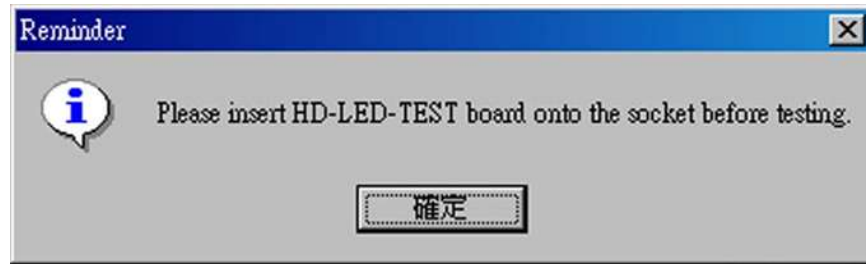 Reminder
Please insert HD-LED-TEST board onto the socket before testing.
確定